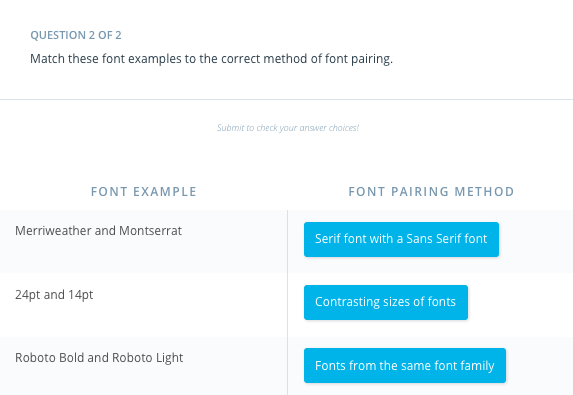 QUESTION 2 OF 2
Match these font examples to the correct method of font pairing.
Submit to check your answer choices!
FONT EXAMPLE
FONT PAIRING METHOD
Merriweather and Montserrat
Serif font with a Sans Serif font
24pt and 14pt
Contrasting sizes of fonts
Roboto Bold and Roboto Light
Fonts from the same font family